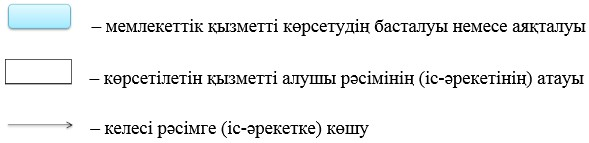 – мемлекеттік қызметті көрсетудің басталуы немесе аяқталуы
– көрсетілетін қызметті алушы рәсімінің (іс-әрекетінің) атауы
– келесі рәсімге (іс-әрекетке) көшу